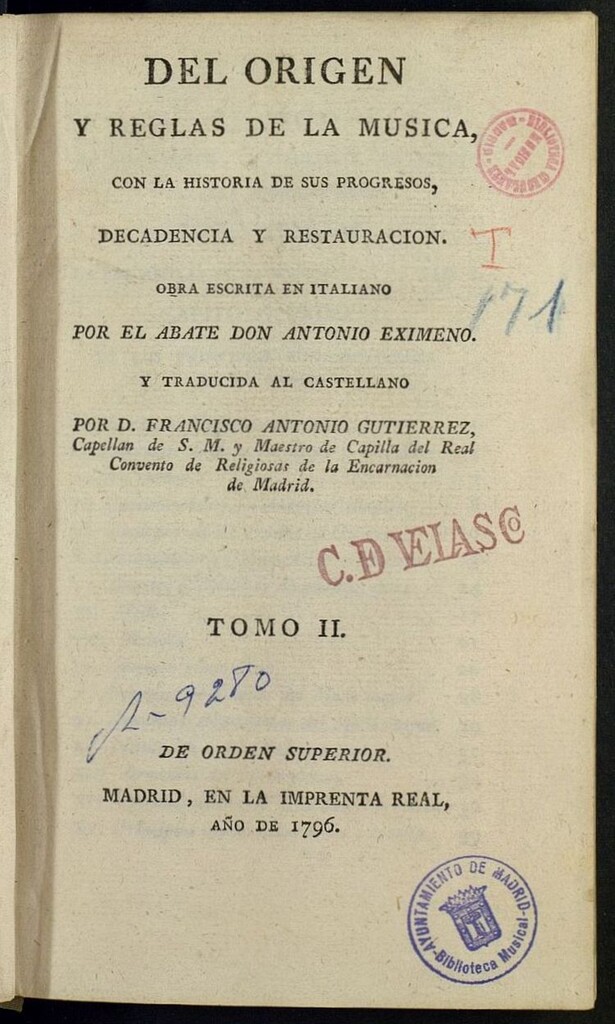 DEL ORIGEN
Y REGLAS DE LA MUSICA,
CON LA HISTORIA DE SUS PROGRESOS,
DECADENCIA Y RESTAURACION.
OBRA ESCRITA EN ITALIANO
POR EL ABATE DON ANTONIO EXIMENO.
Y TRADUCIDA AL CASTELLANO
POR D. FRANCISCO ANTONIO GUTIERREZ,
Capellan de S. M. y Maestro de Capilla del Real
Convento de Religiosas de la Encarnacion
de Madrid.
T
171
C. D VELASCO
TOMO II.
9280
DE ORDEN SUPERIOR.
MADRID, EN LA IMPRENTA REAL,
AÑO DE 1796.
AYUNTAMIENTO DE MADRID
-Biblioteca Musical-